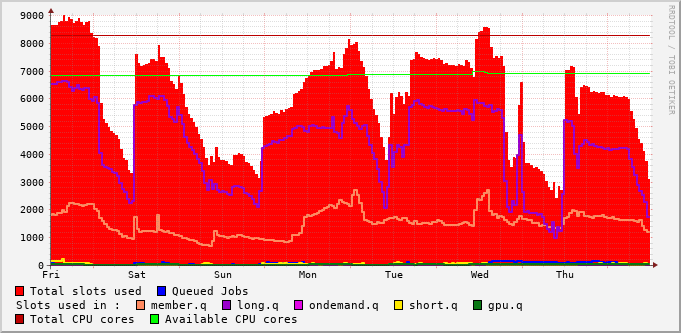 9000
8000
7000
6000
5000
4000
3000
2000
1000
0
Fri Sat Sun Mon Tue Wed Thu
RRDTOOL / TOBI OETIKER
Total slots used Queued Jobs
Slots used in : member.q long.q ondemand.q short.q gpu.q
Total CPU cores Available CPU cores